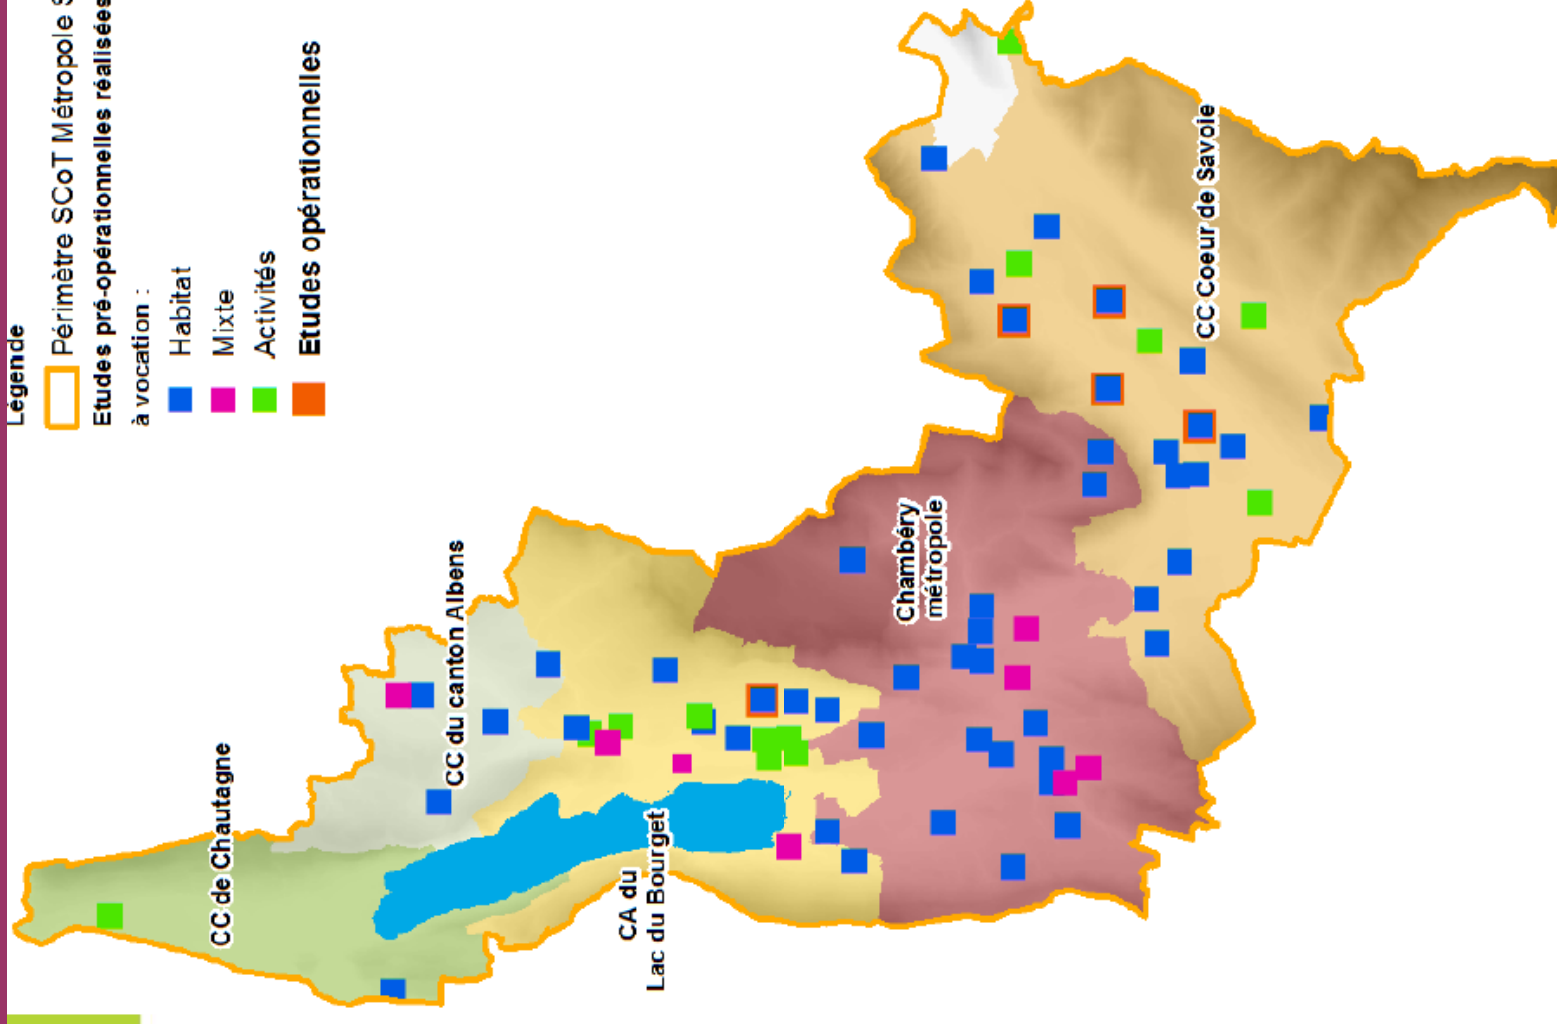 Légende
Périmètre SCoT Métropole
Etudes pré-opérationnelles réalisées
à vocation :
Habitat
Mixte
Activités
Etudes opérationnelles
CC de Chautagne
CC du canton Albens
CA du
Lac du Bourget
Chambéry
métropole
CC Coeur de Savoie